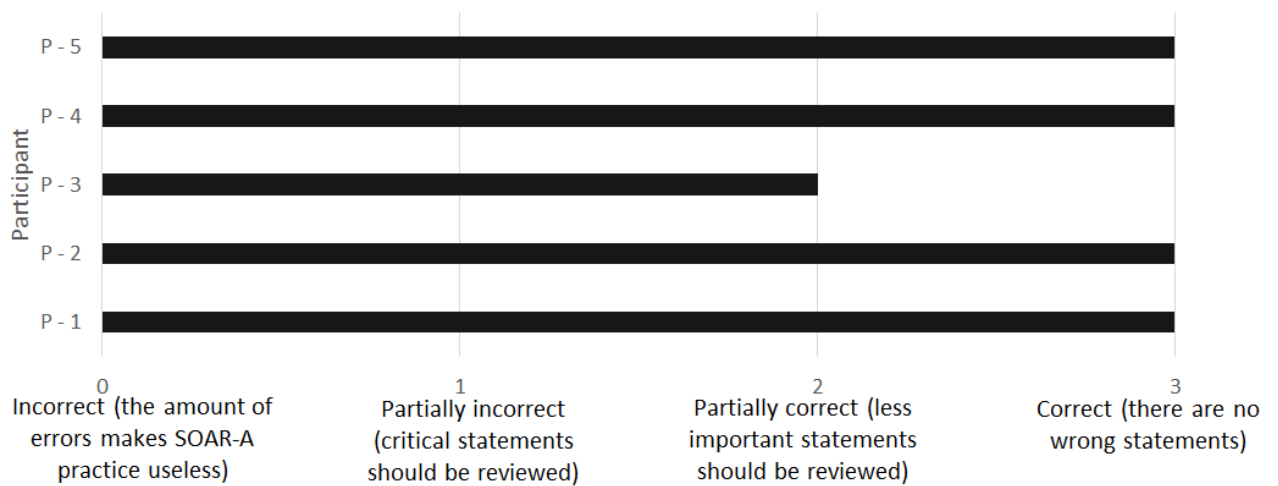 P - 5
P - 4
P - 3
P - 2
P - 1
Participant
0
1
2
3
Incorrect (the amount of
errors makes SOAR-A
practice useless)
Partially incorrect
(critical statements
should be reviewed)
Partially correct (less
important statements
should be reviewed)
Correct (there are no
wrong statements)